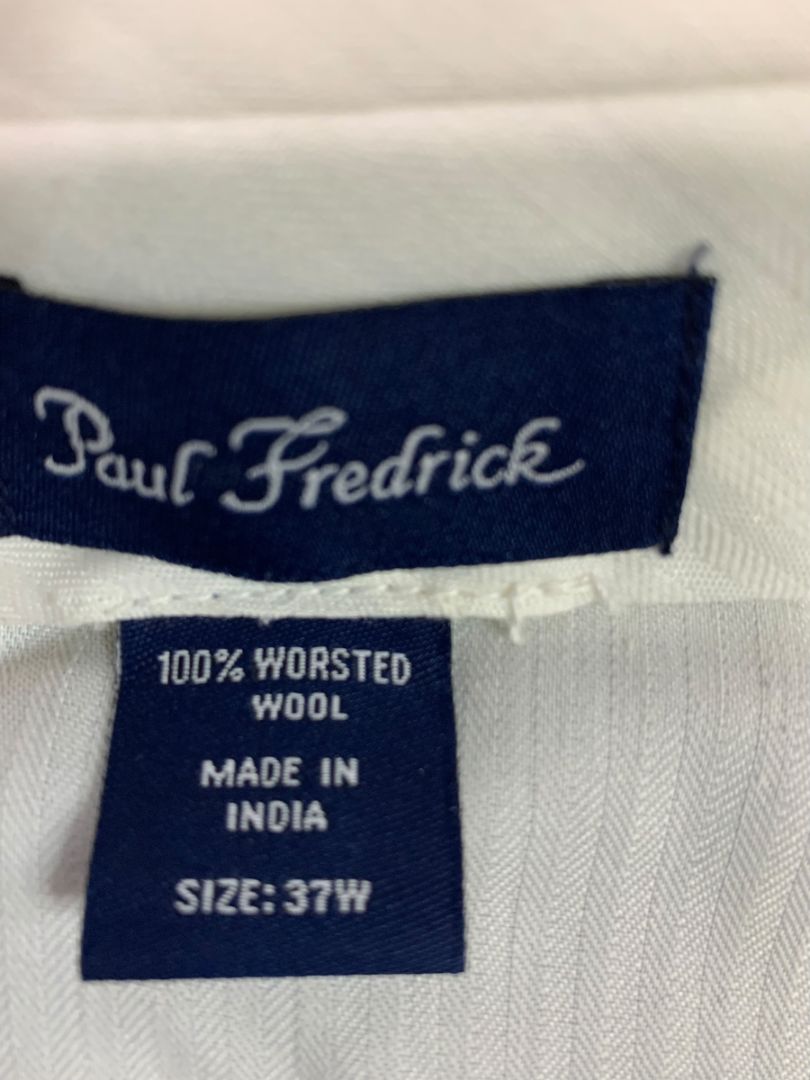 Paul Fredrick
100% WORSTED
WOOL
MADE IN
INDIA
SIZE: 37W